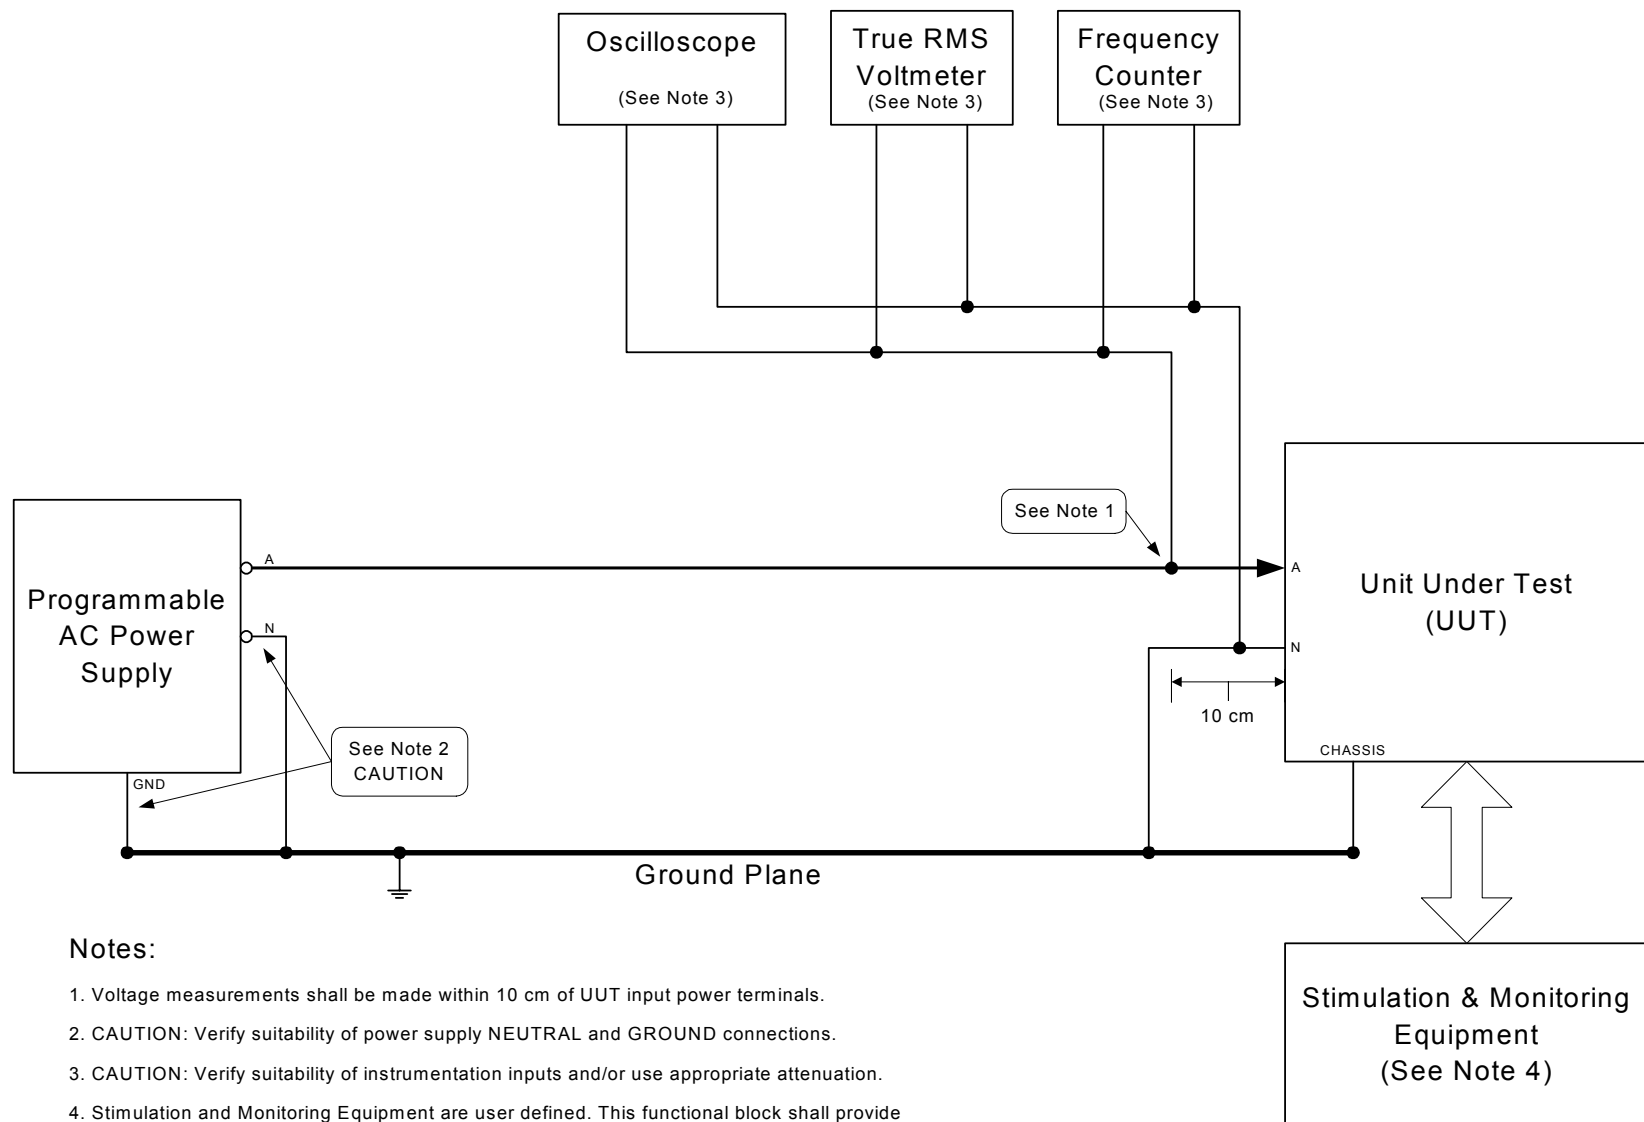 Oscilloscope
(See Note 3)
True RMS
Voltmeter
(See Note 3)
Frequency
Counter
(See Note 3)
See Note 1
Programmable
AC Power
Supply
A
N
GND
See Note 2
CAUTION
A
N
Unit Under Test
(UUT)
10 cm
CHASSIS
Ground Plane
Stimulation & Monitoring
Equipment
(See Note 4)
Notes:
1. Voltage measurements shall be made within 10 cm of UUT input power terminals.
2. CAUTION: Verify suitability of power supply NEUTRAL and GROUND connections.
3. CAUTION: Verify suitability of instrumentation inputs and/or use appropriate attenuation.
4. Stimulation and Monitoring Equipment are user defined. This functional block shall provide